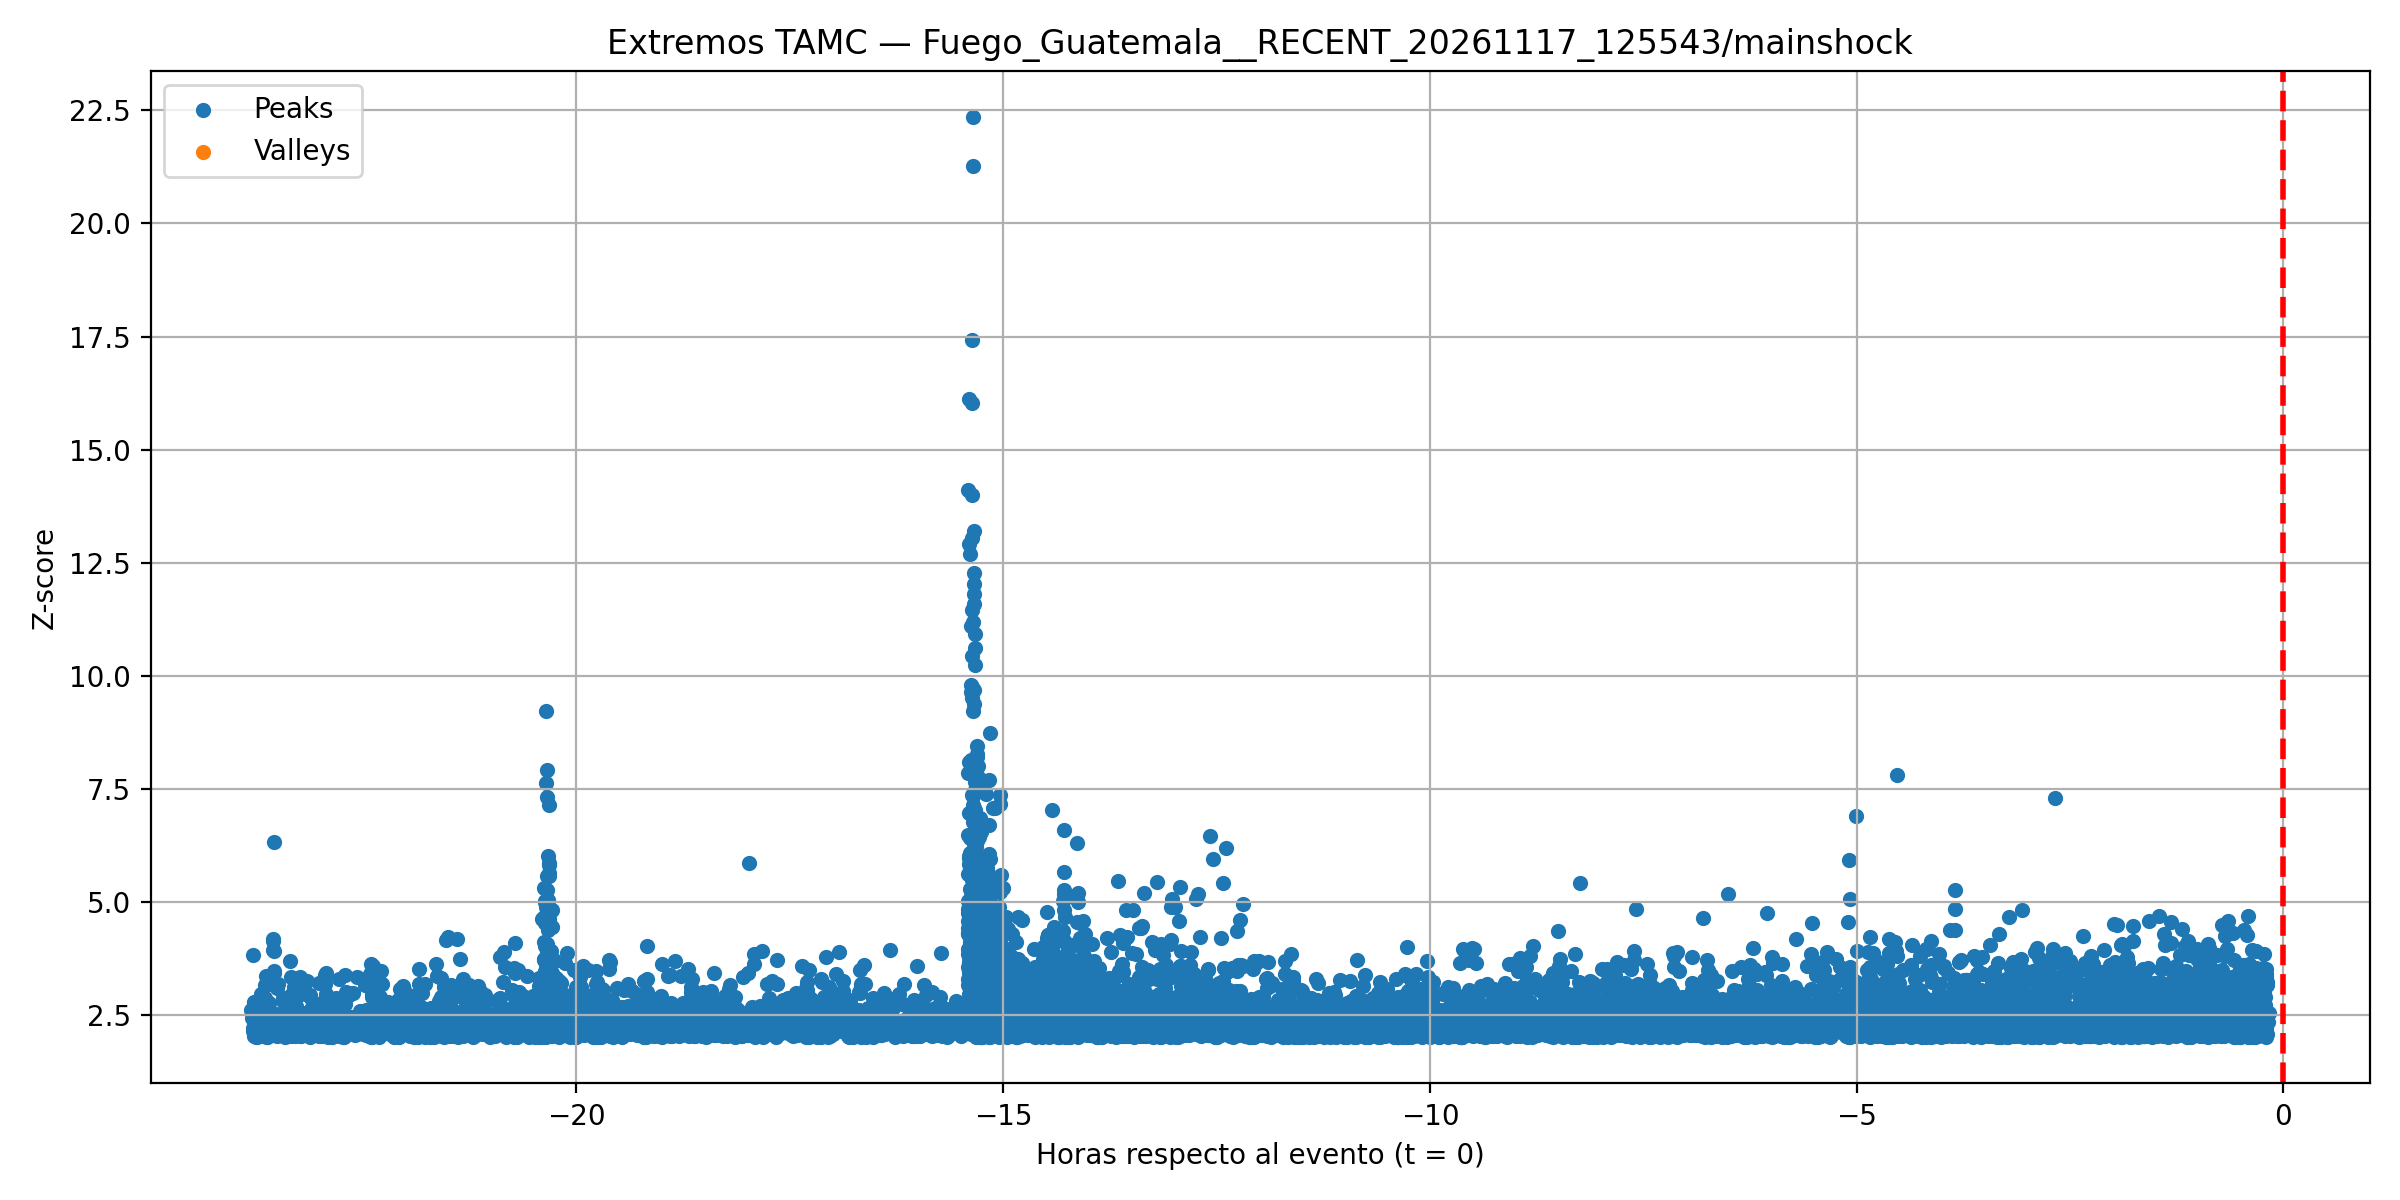 Extremos TAMC — Fuego_Guatemala__RECENT_20261117_125543/mainshock
Peaks
Valleys
22.5
20.0
17.5
15.0
12.5
10.0
7.5
5.0
2.5
Z-score
−20
−15
−10
−5
0
Horas respecto al evento (t = 0)